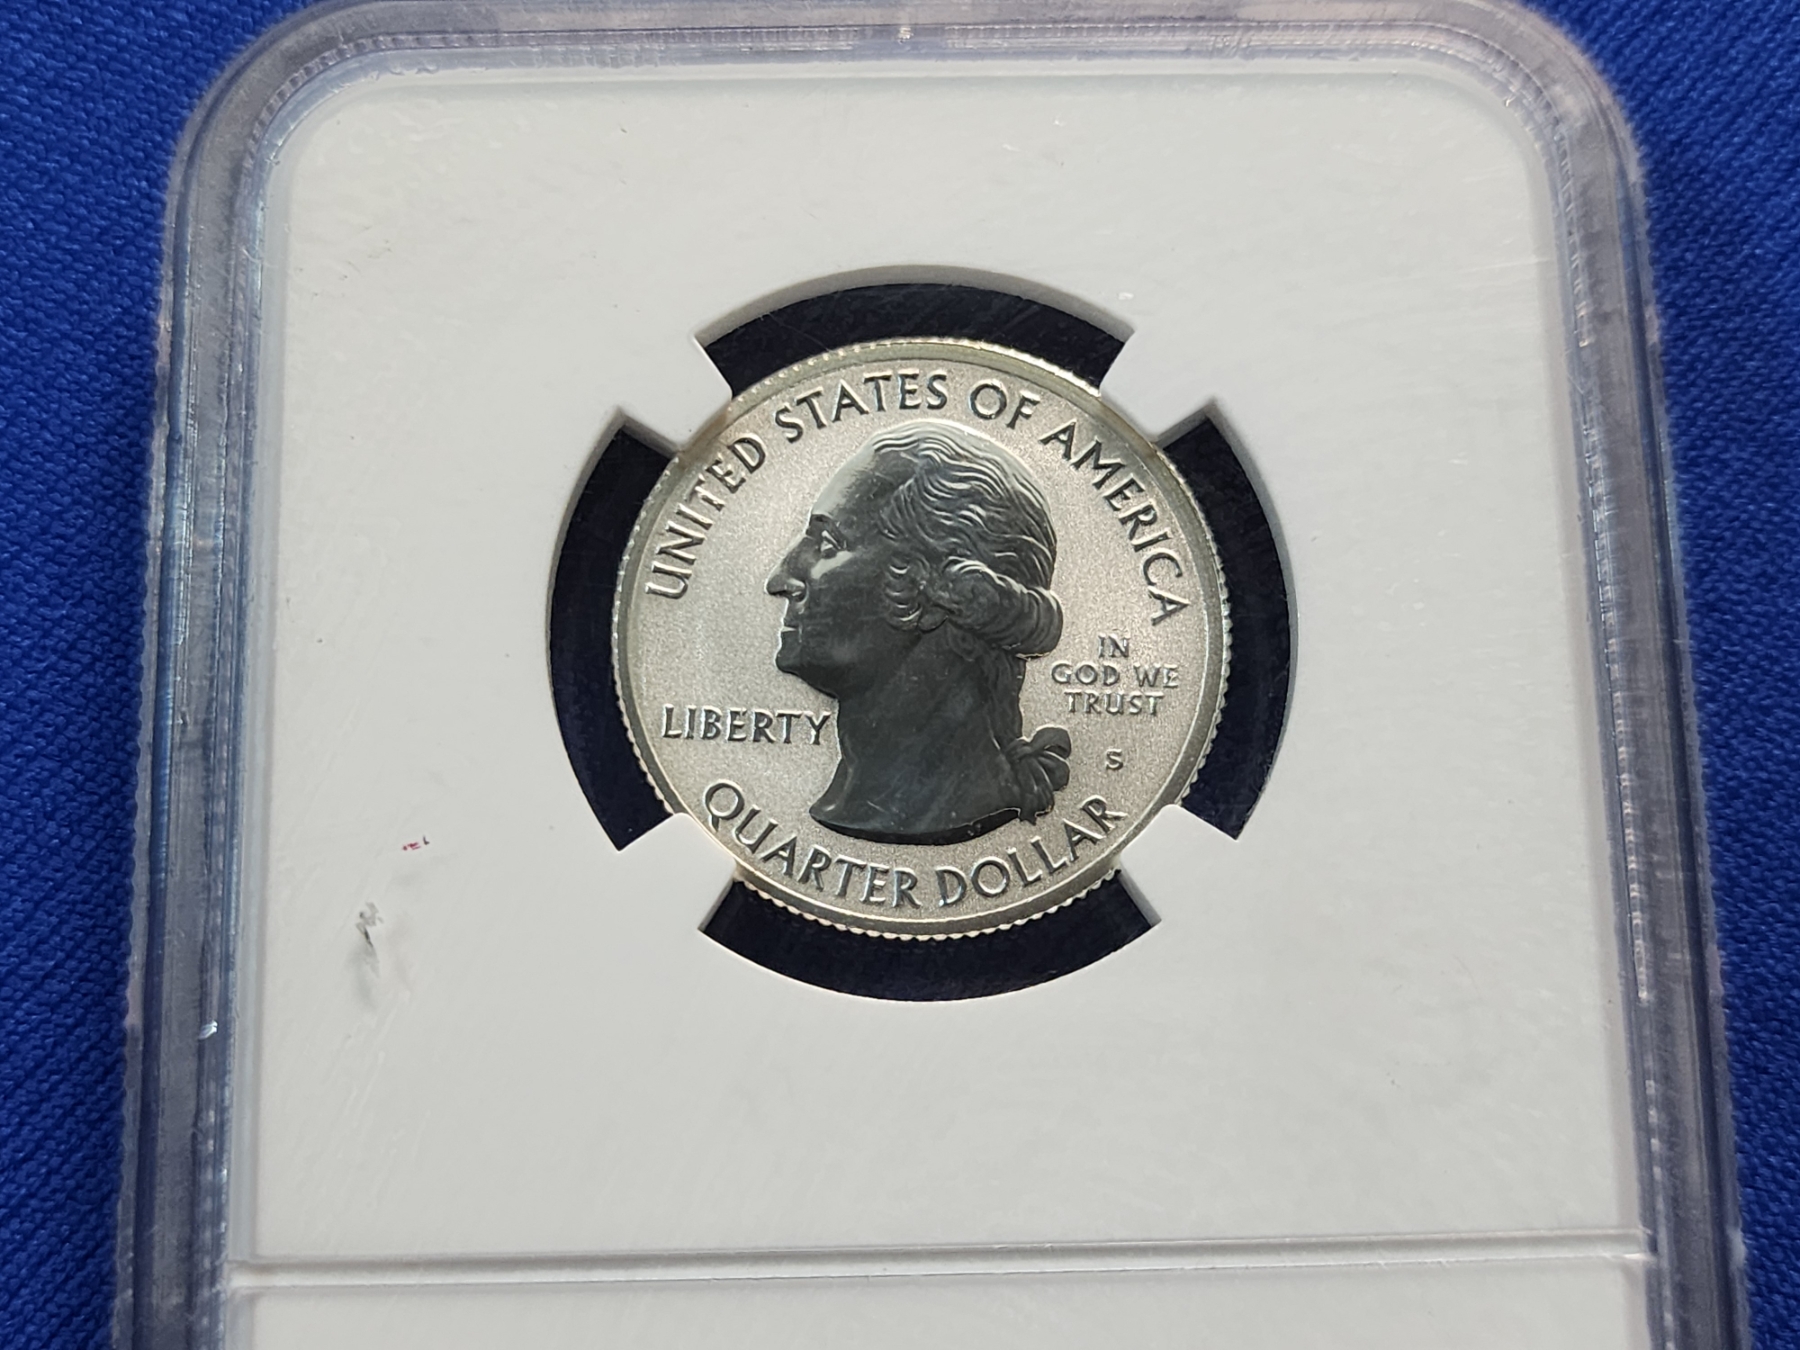 UNITED STATES OF AMERICA
IN
GOD WE
TRUST
LIBERTY
S
QUARTER DOLLAR